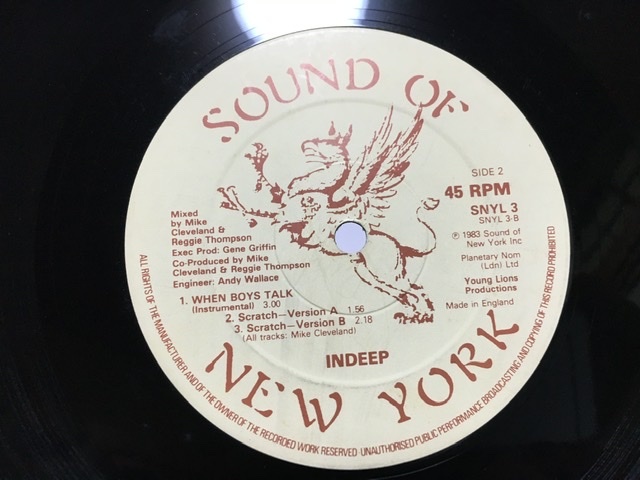 SOUND OF
NEW YORK
SIDE 2
45 RPM
SNYL 3
SNYL 3-B
℗ 1983 Sound of
New York Inc
Planetary Nom
(Ldn) Ltd
Young Lions
Productions
Made in England
Mixed
by Mike
Cleveland &
Reggie Thompson
Exec Prod: Gene Griffin
Co-Produced by Mike
Cleveland & Reggie Thompson
Engineer: Andy Wallace
1. WHEN BOYS TALK
(Instrumental) 3.00
2. Scratch—Version A 1.56
3. Scratch—Version B 2.18
(All tracks: Mike Cleveland)
INDEEP
ALL RIGHTS OF THE MANUFACTURER AND OF THE OWNER OF THE RECORDED WORK RESERVED UNAUTHORISED PUBLIC PERFORMANCE BROADCASTING AND COPYING OF THIS RECORD PROHIBITED